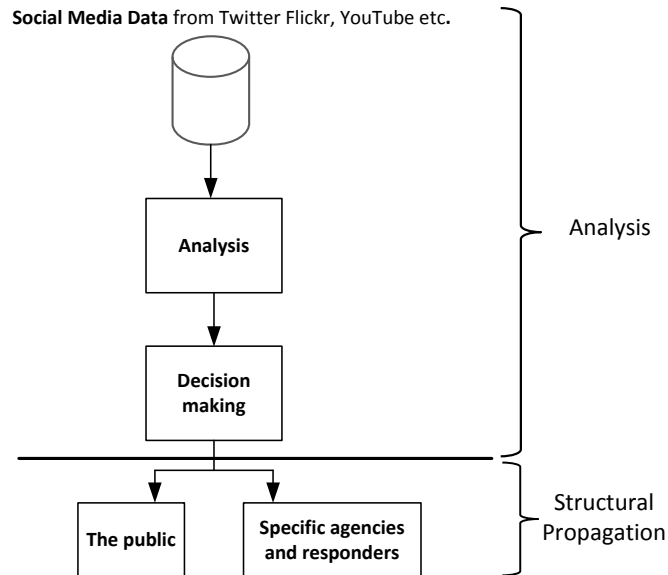 Social Media Data from Twitter Flickr, YouTube etc.
Analysis
Analysis
Decision
making
The public
Specific agencies
and responders
Structural
Propagation